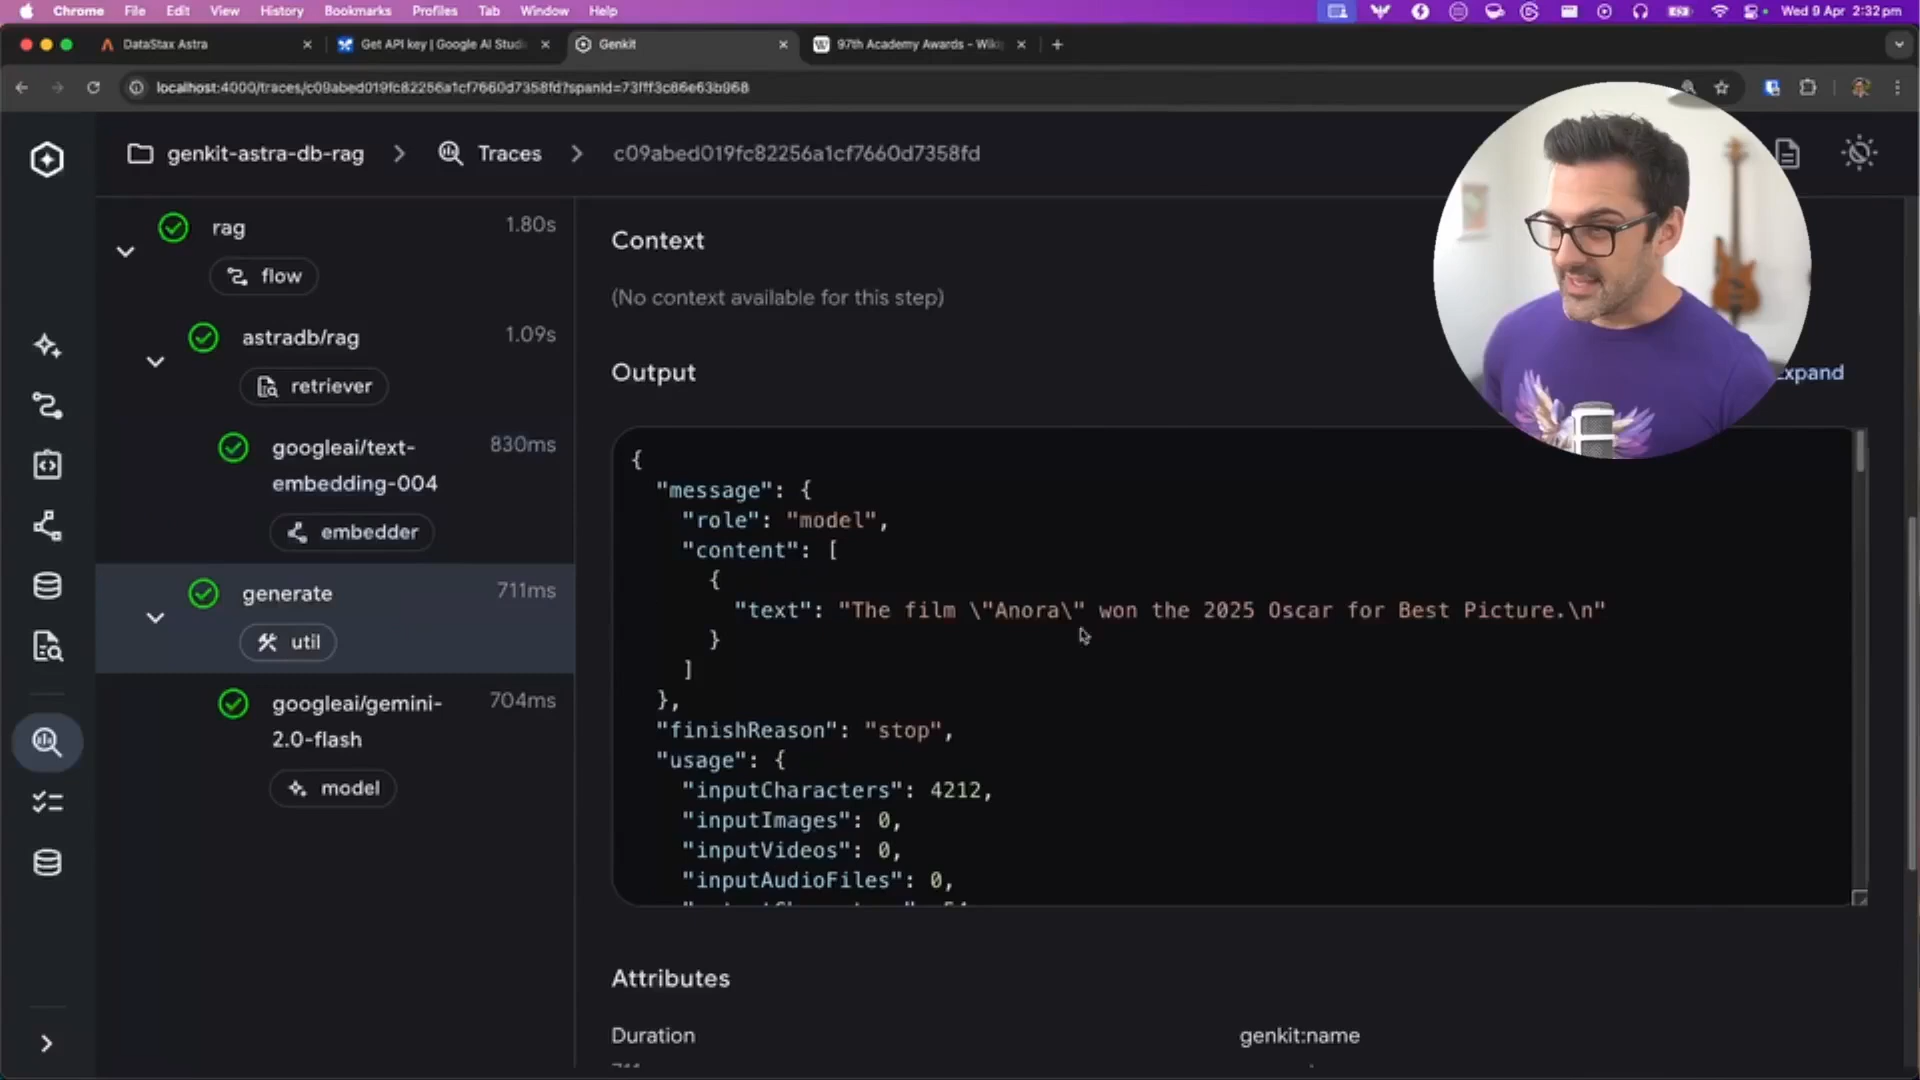 Chrome File Edit View History Bookmarks Profiles Tab Window Help Wed 9 Apr 2:32pm
DataStax Astra Get API key | Google AI Studi Genkit 97th Academy Awards - Wiki
localhost:4000/traces/c09abed019fc82256a1cf7660d7358fd?spanId=73fff3c86e63b968
genkit-astra-db-rag > Traces > c09abed019fc82256a1cf7660d7358fd
rag 1.80s
flow
astradb/rag 1.09s
retriever
googleai/text-embedding-004 830ms
embedder
generate 711ms
util
googleai/gemini-2.0-flash 704ms
model
Context
(No context available for this step)
Output
Expand
{
"message": {
"role": "model",
"content": [
{
"text": "The film \"Anora\" won the 2025 Oscar for Best Picture.\n"
}
]
},
"finishReason": "stop",
"usage": {
"inputCharacters": 4212,
"inputImages": 0,
"inputVideos": 0,
"inputAudioFiles": 0,
Attributes
Duration genkit:name